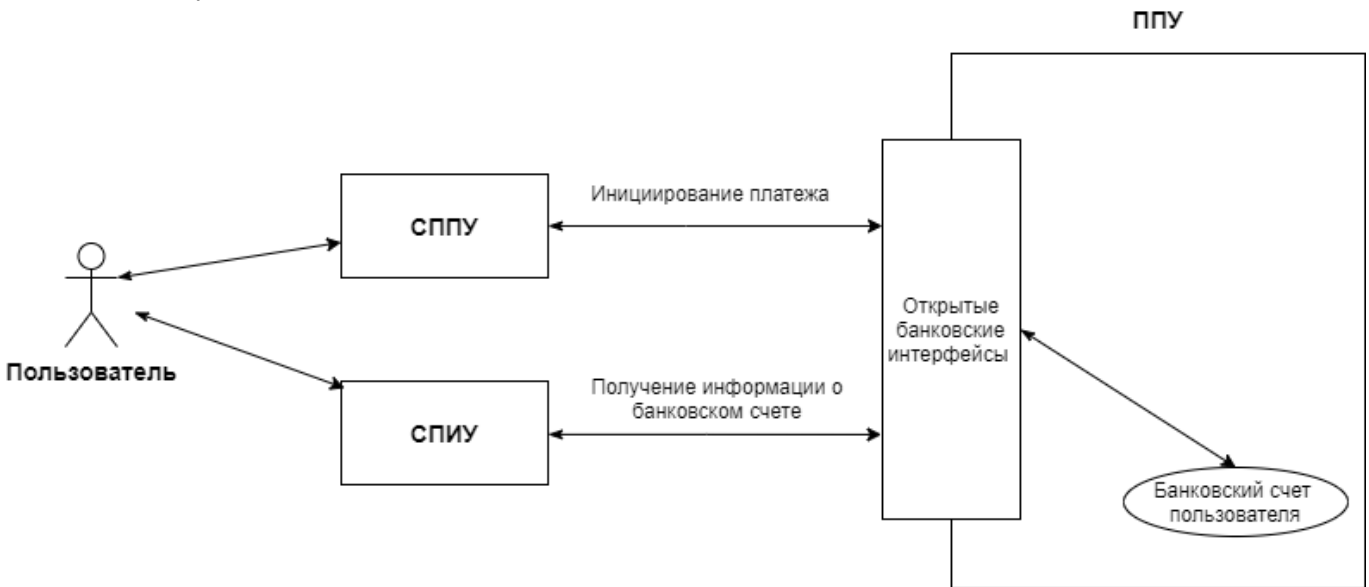 ППУ
СППУ
Инициирование платежа
Открытые
банковские
интерфейсы
Пользователь
Получение информации о
банковском счете
СПИУ
Банковский счет
пользователя